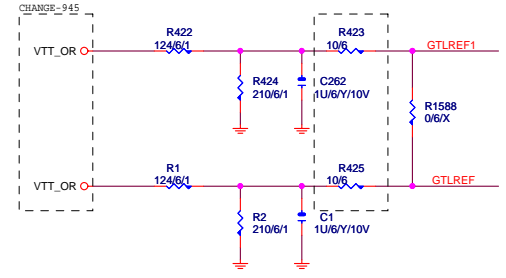 CHANGE-945
R422
124/6/1
R423
10/6
GTLREF1
VTT_OR
R424
210/6/1
C262
1U/6/Y/10V
R1588
0/6/X
R1
124/6/1
R425
10/6
GTLREF
VTT_OR
R2
210/6/1
C1
1U/6/Y/10V